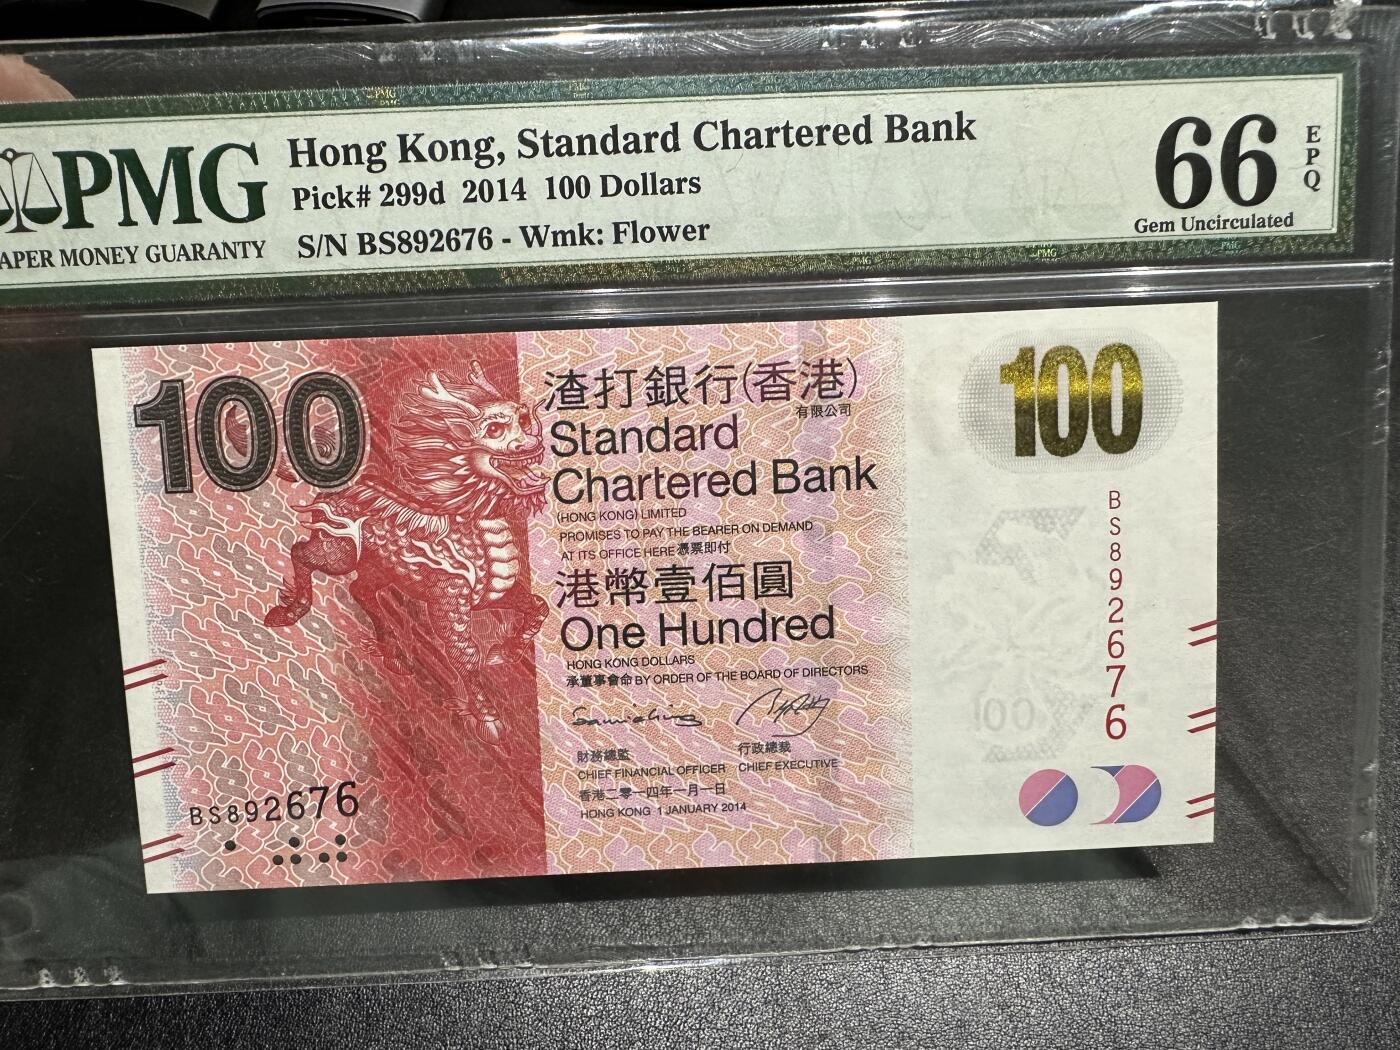 PMG
APER MONEY GUARANTY
Hong Kong, Standard Chartered Bank
Pick# 299d 2014 100 Dollars
S/N BS892676 - Wmk: Flower
66
EPQ
Gem Uncirculated
100
渣打銀行(香港)
有限公司
Standard
Chartered Bank
(HONG KONG) LIMITED
PROMISES TO PAY THE BEARER ON DEMAND
AT ITS OFFICE HERE 憑票即付
港幣壹佰圓
One Hundred
HONG KONG DOLLARS
承董事會命 BY ORDER OF THE BOARD OF DIRECTORS
財務總監 行政總裁
CHIEF FINANCIAL OFFICER CHIEF EXECUTIVE
香港二零一四年一月一日
HONG KONG 1 JANUARY 2014
BS892676
100
BS892676